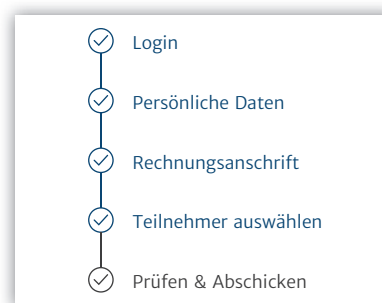 Login
Persönliche Daten
Rechnungsanschrift
Teilnehmer auswählen
Prüfen & Abschicken